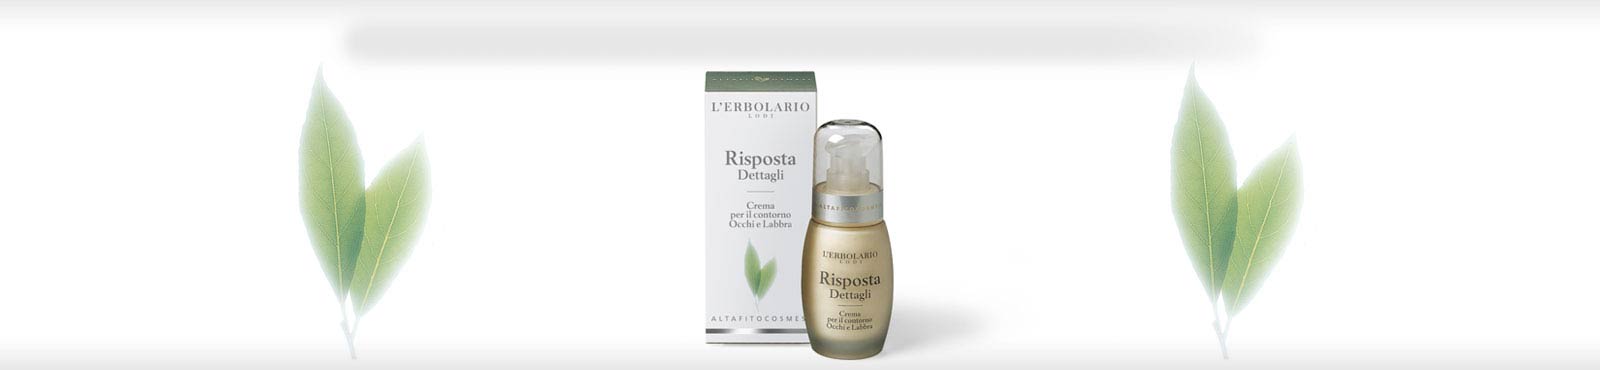 L'ERBOLARIO
LODI
Risposta
Dettagli
Crema
per il contorno
Occhi e Labbra
ALTAFITOCOSMES
ALTAFITOCOSMES
L'ERBOLARIO
LODI
Risposta
Dettagli
Crema
per il contorno
Occhi e Labbra